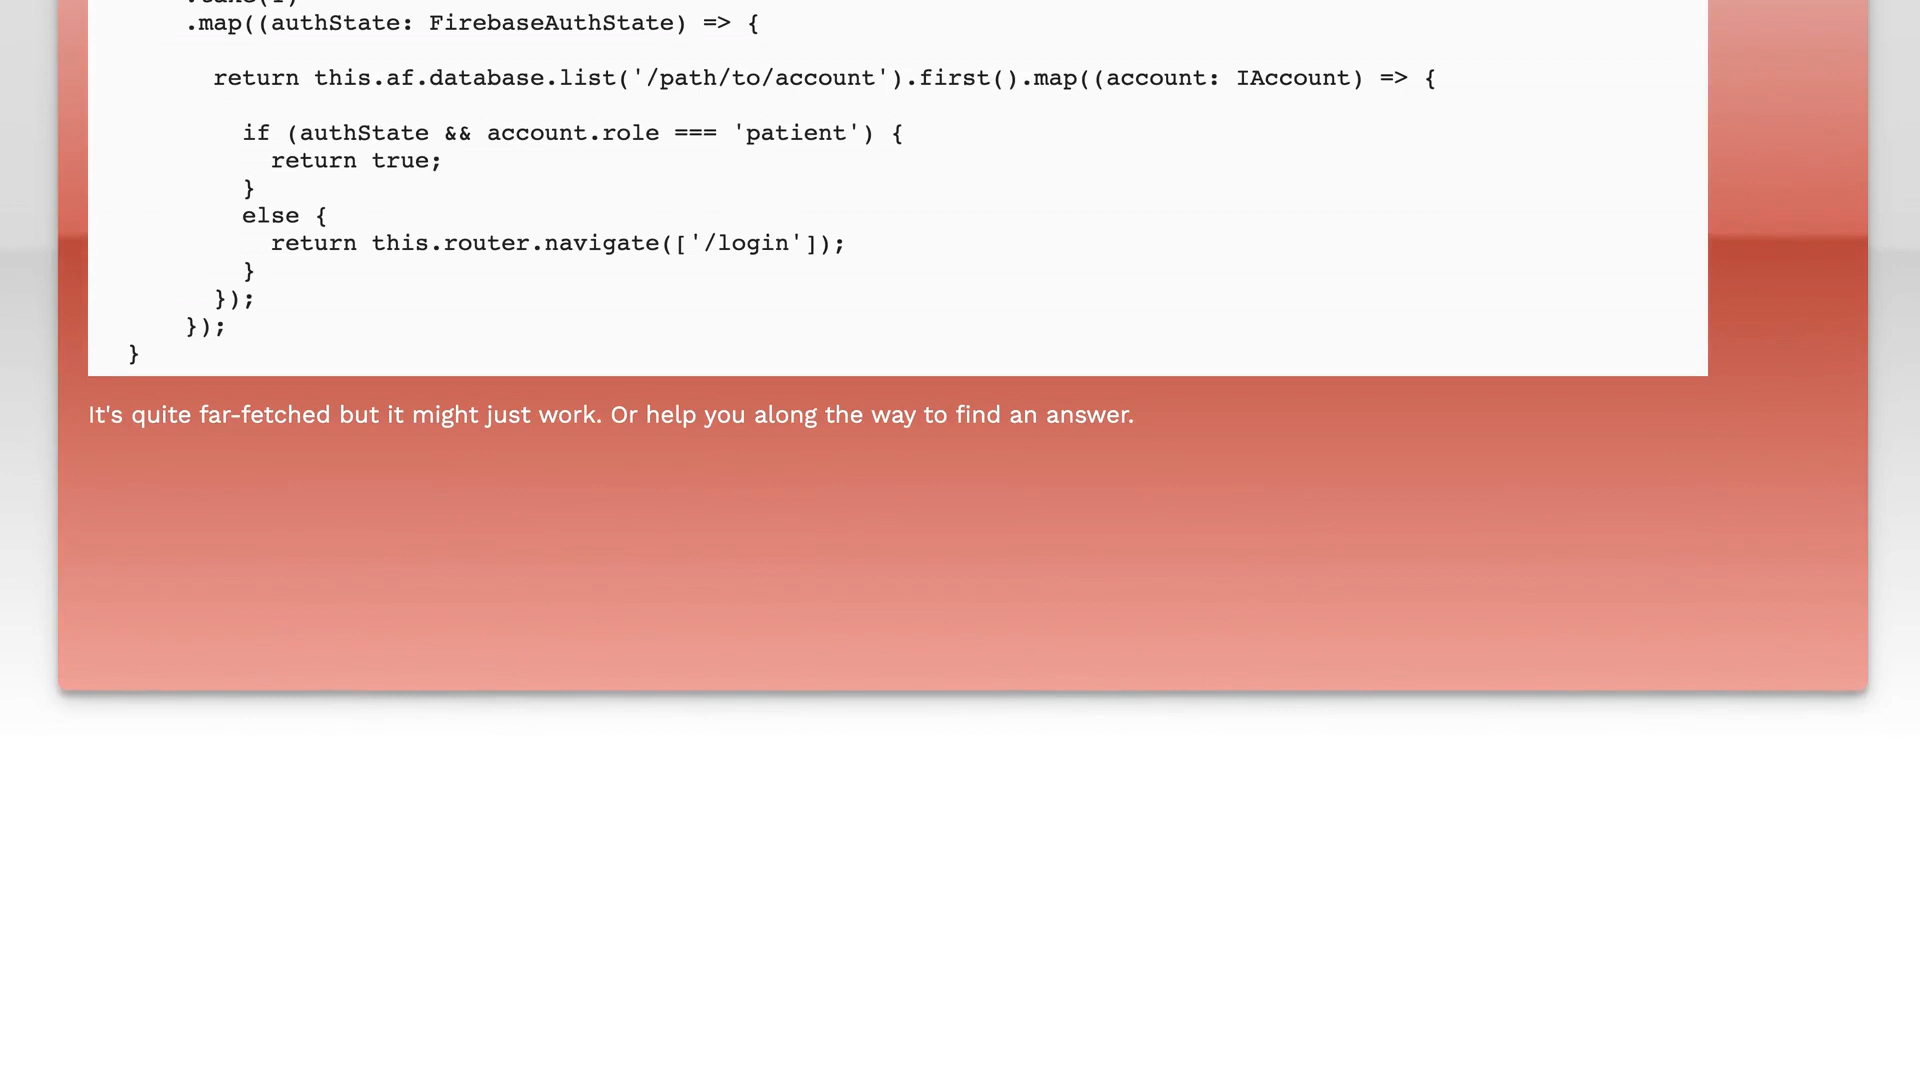 .map((authState: FirebaseAuthState) => {
return this.af.database.list('/path/to/account').first().map((account: IAccount) => {
if (authState && account.role === 'patient') {
return true;
}
else {
return this.router.navigate(['/login']);
}
});
});
}
It's quite far-fetched but it might just work. Or help you along the way to find an answer.